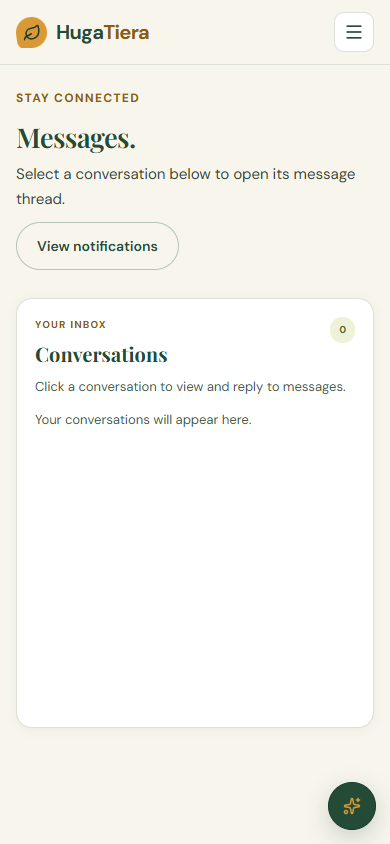 HugaTiera
STAY CONNECTED
Messages.
Select a conversation below to open its message
thread.
View notifications
YOUR INBOX
0
Conversations
Click a conversation to view and reply to messages.
Your conversations will appear here.